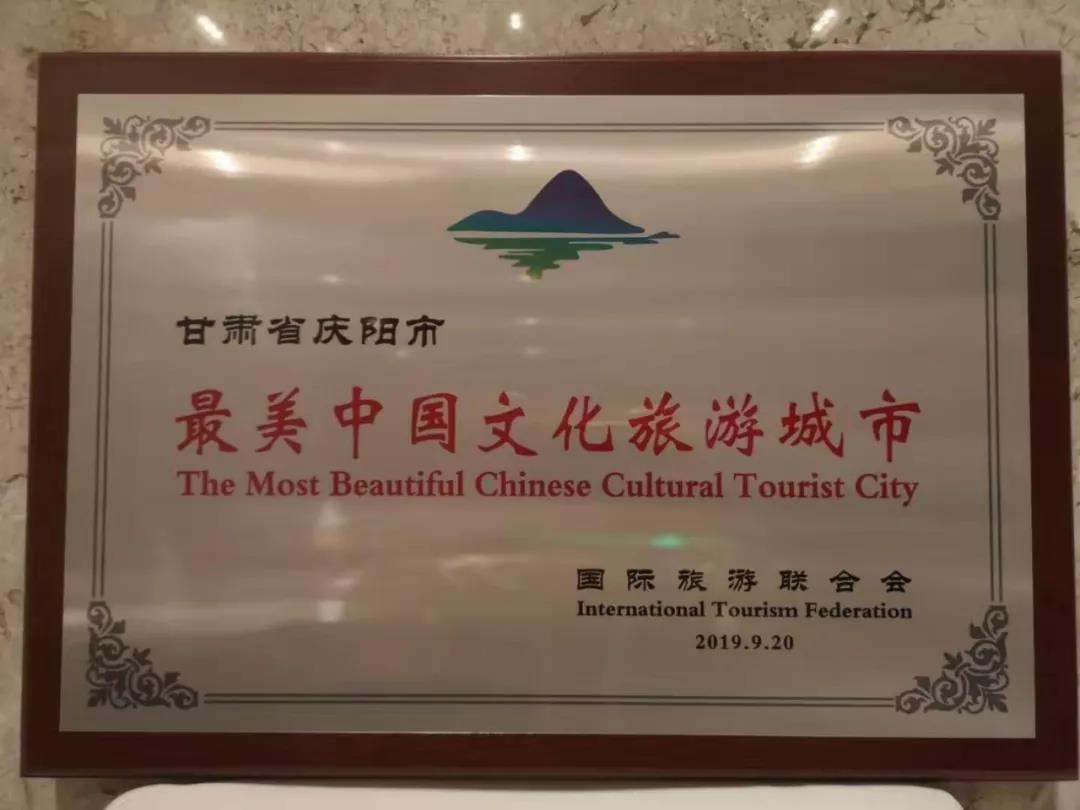 甘肃省庆阳市
最美中国文化旅游城市
The Most Beautiful Chinese Cultural Tourist City
国际旅游联合会
International Tourism Federation
2019.9.20